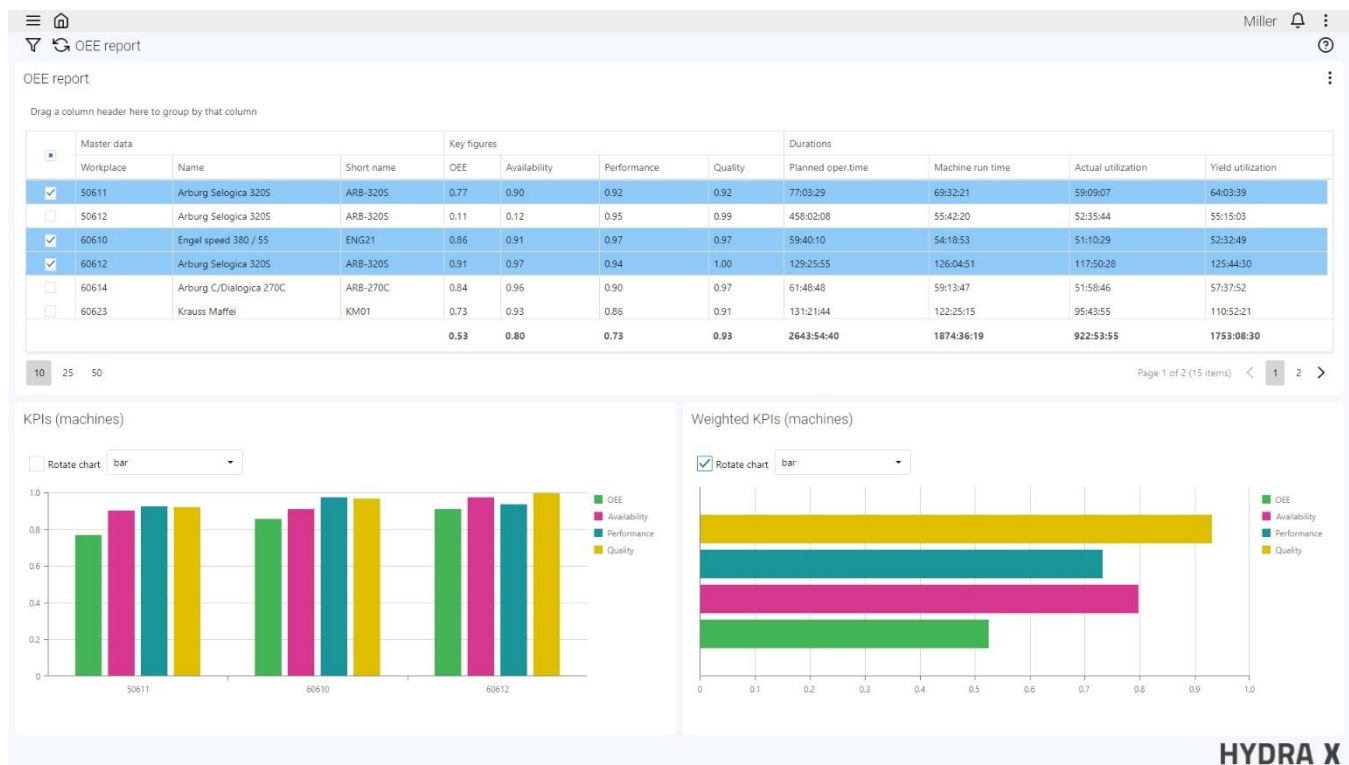 Miller
OEE report
OEE report
Drag a column header here to group by that column
Master data Key figures Durations
Workplace Name Short name OEE Availability Performance Quality Planned oper.time Machine run time Actual utilization Yield utilization
50611 Arburg Selogica 320S ARB-320S 0.77 0.90 0.92 0.92 77:03:29 69:32:21 59:09:07 64:03:39
50612 Arburg Selogica 320S ARB-320S 0.11 0.12 0.95 0.99 458:02:08 55:42:20 52:35:44 55:15:03
60610 Engel speed 380 / 55 ENG21 0.86 0.91 0.97 0.97 59:40:10 54:18:53 51:10:29 52:32:49
60612 Arburg Selogica 320S ARB-320S 0.91 0.97 0.94 1.00 129:25:55 126:04:51 117:50:28 125:44:30
60614 Arburg C/Dialogica 270C ARB-270C 0.84 0.96 0.90 0.97 61:48:48 59:13:47 51:58:46 57:37:52
60623 Krauss Maffei KM01 0.73 0.93 0.86 0.91 131:21:44 122:25:15 95:43:55 110:52:21
0.53 0.80 0.73 0.93 2643:54:40 1874:36:19 922:53:55 1753:08:30
10 25 50 Page 1 of 2 (15 items) 1 2
KPIs (machines)
Rotate chart bar
1.0
0.8
0.6
0.4
0.2
0
50611 60610 60612
OEE
Availability
Performance
Quality
Weighted KPIs (machines)
Rotate chart bar
OEE
Availability
Performance
Quality
0 0.1 0.2 0.3 0.4 0.5 0.6 0.7 0.8 0.9 1.0
HYDRA X